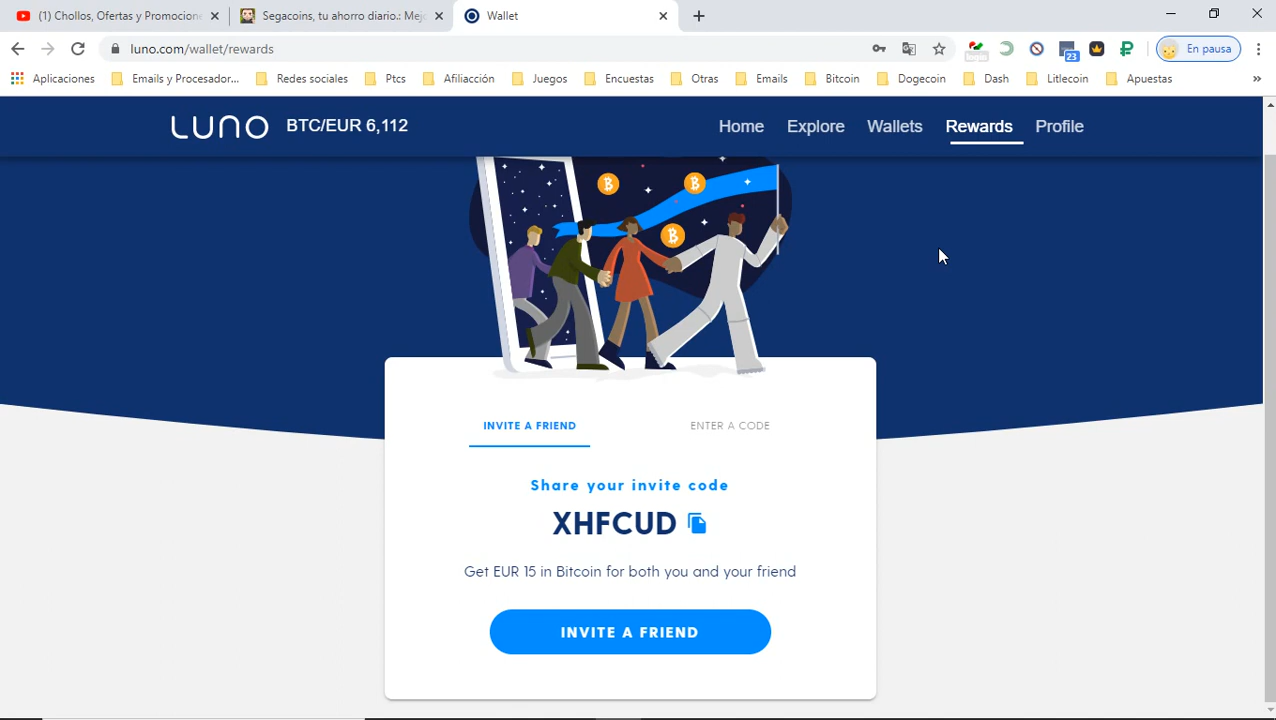 (1) Chollos, Ofertas y Promocione
Segacoins, tu ahorro diario.: Mejo
Wallet
luno.com/wallet/rewards
23
En pausa
Aplicaciones
Emails y Procesador...
Redes sociales
Ptcs
Afiliacción
Juegos
Encuestas
Otras
Emails
Bitcoin
Dogecoin
Dash
Litlecoin
Apuestas
»
LUNO
BTC/EUR 6,112
Home
Explore
Wallets
Rewards
Profile
INVITE A FRIEND
ENTER A CODE
Share your invite code
XHFCUD
Get EUR 15 in Bitcoin for both you and your friend
INVITE A FRIEND